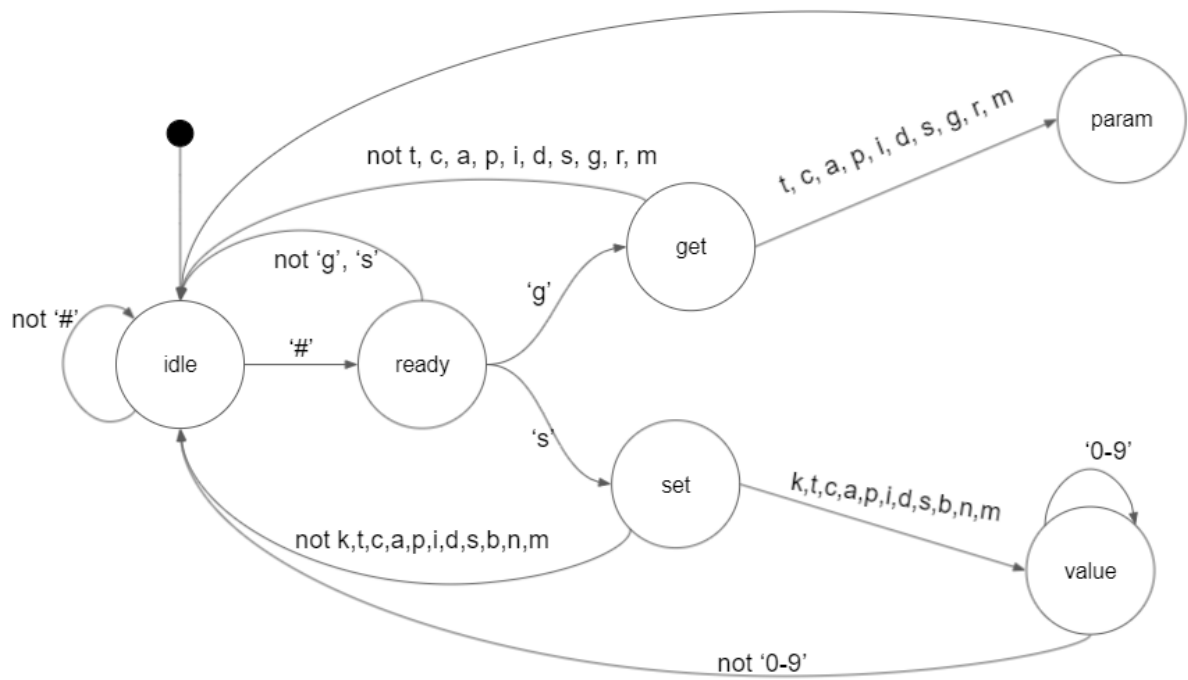 param
t, c, a, p, i, d, s, g, r, m
not t, c, a, p, i, d, s, g, r, m
get
not ‘g’, ‘s’
‘g’
not ‘#’
‘#’
idle
ready
‘s’
‘0-9’
set
k,t,c,a,p,i,d,s,b,n,m
not k,t,c,a,p,i,d,s,b,n,m
value
not ‘0-9’